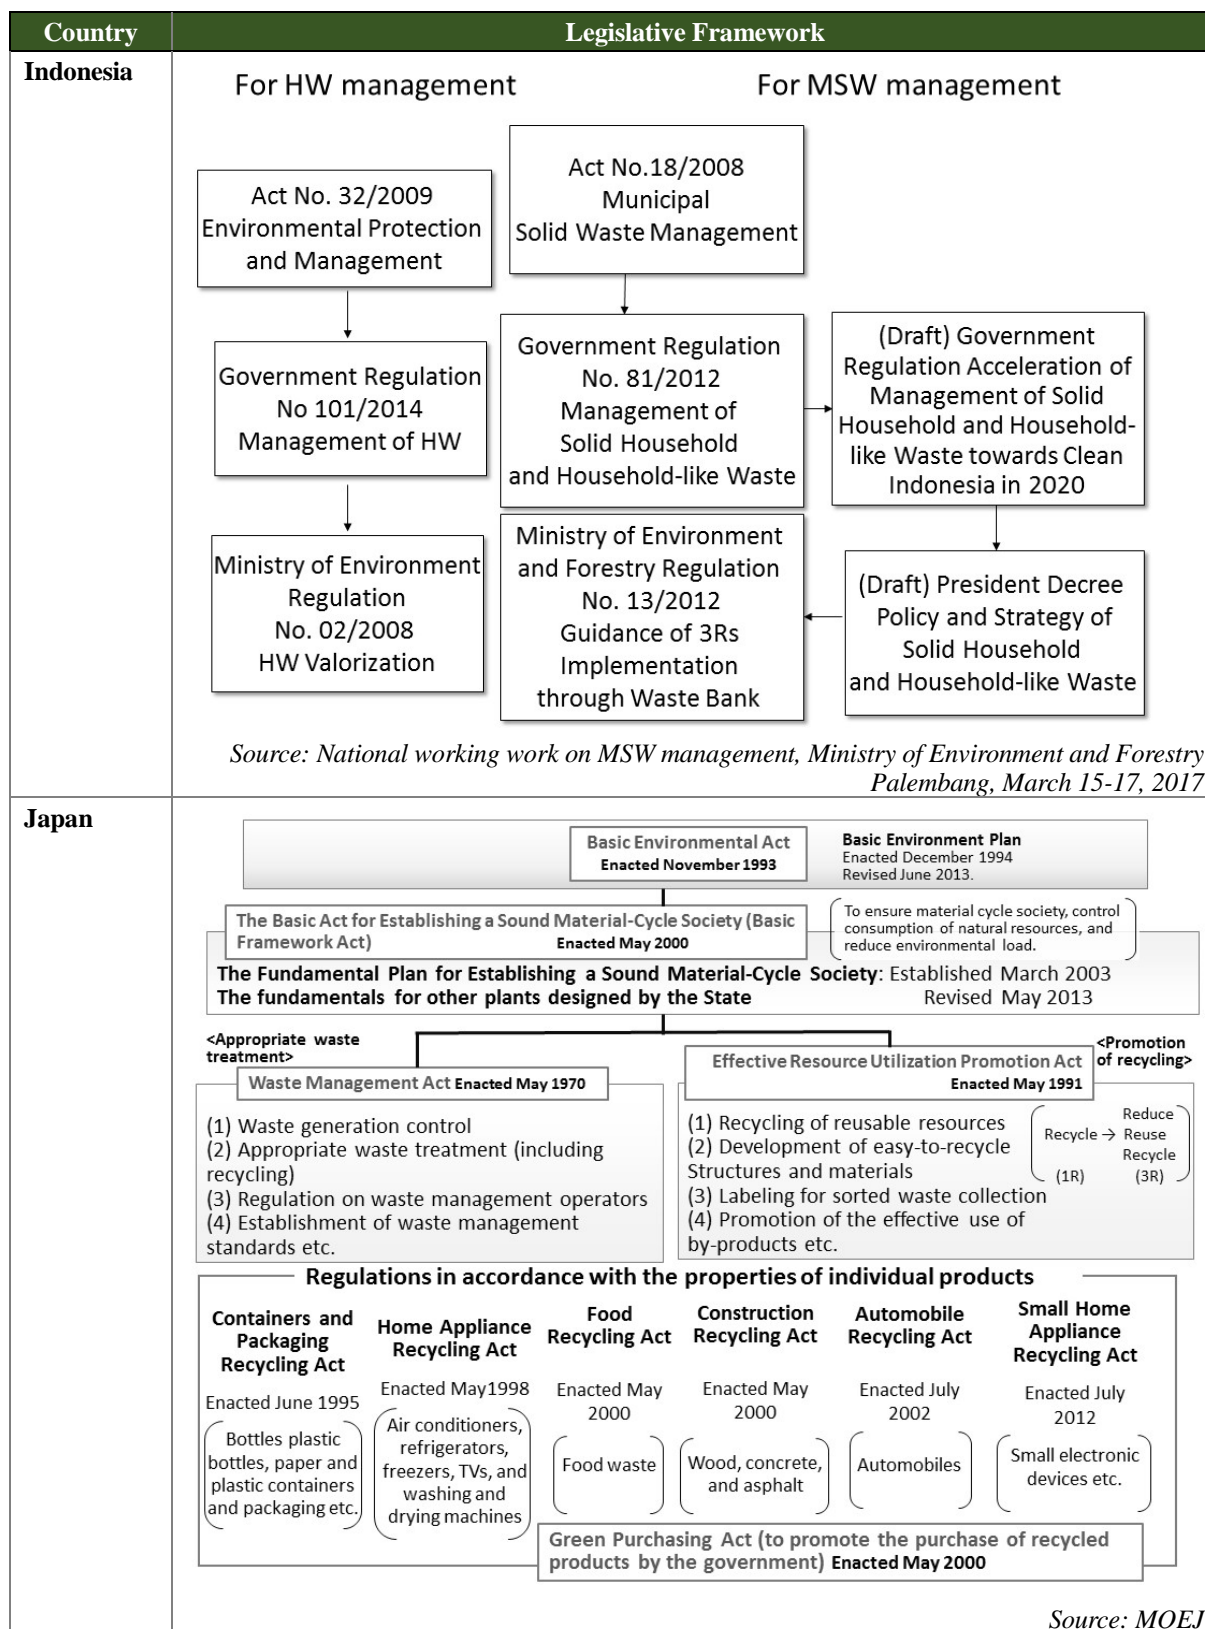 Country
Legislative Framework
Indonesia
For HW management
For MSW management
Act No. 32/2009
Environmental Protection
and Management
Government Regulation
No 101/2014
Management of HW
Ministry of Environment
Regulation
No. 02/2008
HW Valorization
Act No.18/2008
Municipal
Solid Waste Management
Government Regulation
No. 81/2012
Management of
Solid Household
and Household-like Waste
(Draft) Government
Regulation Acceleration of
Management of Solid
Household and Household-
like Waste towards Clean
Indonesia in 2020
(Draft) President Decree
Policy and Strategy of
Solid Household
and Household-like Waste
Ministry of Environment
and Forestry Regulation
No. 13/2012
Guidance of 3Rs
Implementation
through Waste Bank
Source: National working work on MSW management, Ministry of Environment and Forestry
Palembang, March 15-17, 2017
Japan
Basic Environmental Act
Enacted November 1993
Basic Environment Plan
Enacted December 1994
Revised June 2013.
The Basic Act for Establishing a Sound Material-Cycle Society (Basic
Framework Act) Enacted May 2000
To ensure material cycle society, control
consumption of natural resources, and
reduce environmental load.
The Fundamental Plan for Establishing a Sound Material-Cycle Society: Established March 2003
The fundamentals for other plants designed by the State Revised May 2013
<Appropriate waste
treatment>
Waste Management Act Enacted May 1970
(1) Waste generation control
(2) Appropriate waste treatment (including
recycling)
(3) Regulation on waste management operators
(4) Establishment of waste management
standards etc.
<Promotion
of recycling>
Effective Resource Utilization Promotion Act
Enacted May 1991
(1) Recycling of reusable resources
(2) Development of easy-to-recycle
Structures and materials
(3) Labeling for sorted waste collection
(4) Promotion of the effective use of
by-products etc.
Reduce
Recycle → Reuse
Recycle
(1R) (3R)
Regulations in accordance with the properties of individual products
Containers and
Packaging
Recycling Act
Enacted June 1995
Bottles plastic
bottles, paper and
plastic containers
and packaging etc.
Home Appliance
Recycling Act
Enacted May1998
Air conditioners,
refrigerators,
freezers, TVs, and
washing and
drying machines
Food
Recycling Act
Enacted May
2000
Food waste
Construction
Recycling Act
Enacted May
2000
Wood, concrete,
and asphalt
Automobile
Recycling Act
Enacted July
2002
Automobiles
Small Home
Appliance
Recycling Act
Enacted July
2012
Small electronic
devices etc.
Green Purchasing Act (to promote the purchase of recycled
products by the government) Enacted May 2000
Source: MOEJ